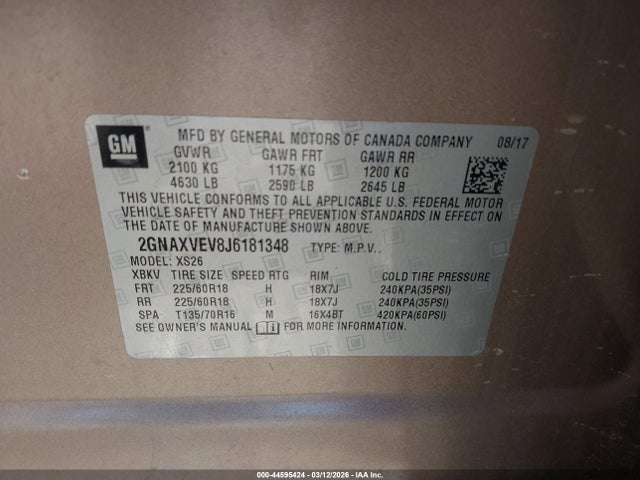 GM
MFD BY GENERAL MOTORS OF CANADA COMPANY 08/17
GVWR GAWR FRT GAWR RR
2100 KG 1175 KG 1200 KG
4630 LB 2590 LB 2645 LB
THIS VEHICLE CONFORMS TO ALL APPLICABLE U.S. FEDERAL MOTOR
VEHICLE SAFETY AND THEFT PREVENTION STANDARDS IN
EFFECT ON THE DATE OF MANUFACTURE SHOWN ABOVE.
2GNAXVEV8J6181348 TYPE: M.P.V..
MODEL: XS26
XBKV TIRE SIZE SPEED RTG RIM COLD TIRE PRESSURE
FRT 225/60R18 H 18X7J 240KPA(35PSI)
RR 225/60R18 H 18X7J 240KPA(35PSI)
SPA T135/70R16 M 16X4BT 420KPA(60PSI)
SEE OWNER'S MANUAL FOR MORE INFORMATION.
000-44595424 - 03/12/2026 - IAA Inc.